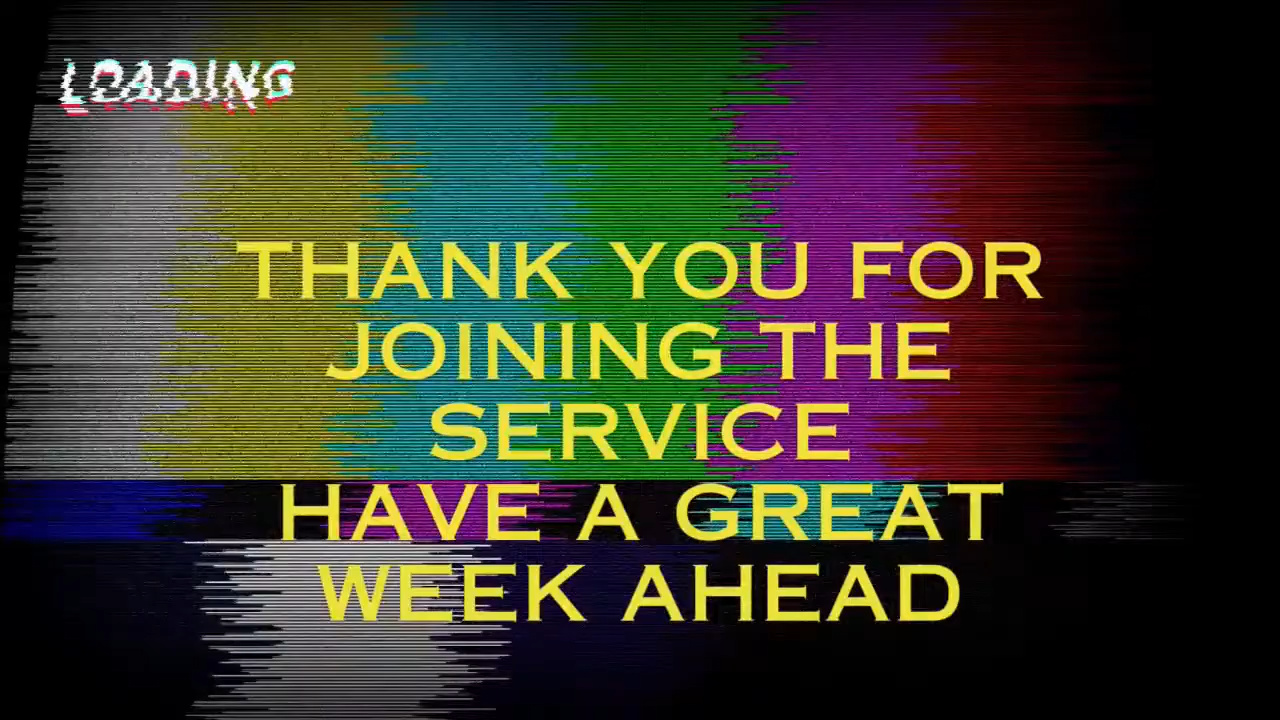 LOADING
THANK YOU FOR
JOINING THE
SERVICE
HAVE A GREAT
WEEK AHEAD